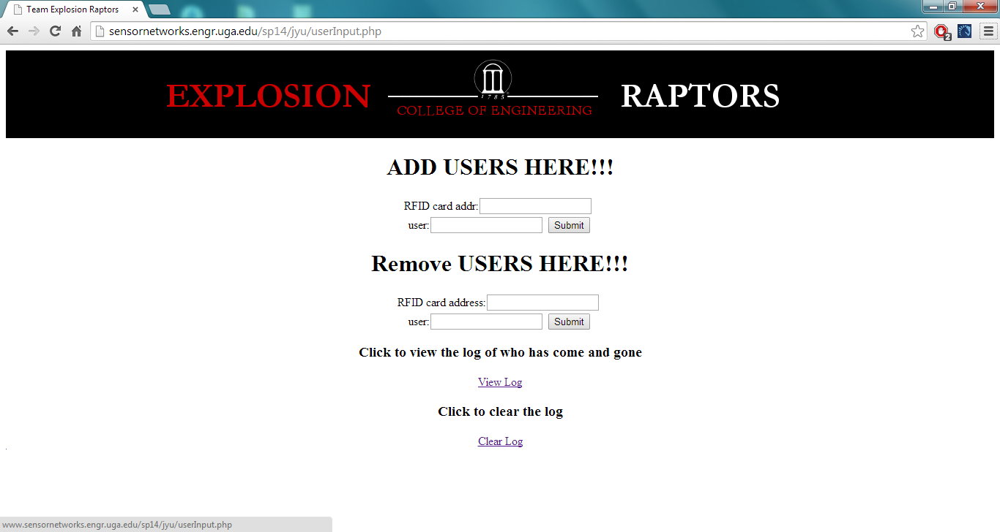 Team Explosion Raptors
sensornetworks.engr.uga.edu/sp14/jyu/userInput.php
2
EXPLOSION
1785
COLLEGE OF ENGINEERING
RAPTORS
ADD USERS HERE!!!
RFID card addr:
user: Submit
Remove USERS HERE!!!
RFID card address:
user: Submit
Click to view the log of who has come and gone
View Log
Click to clear the log
Clear Log
www.sensornetworks.engr.uga.edu/sp14/jyu/userInput.php